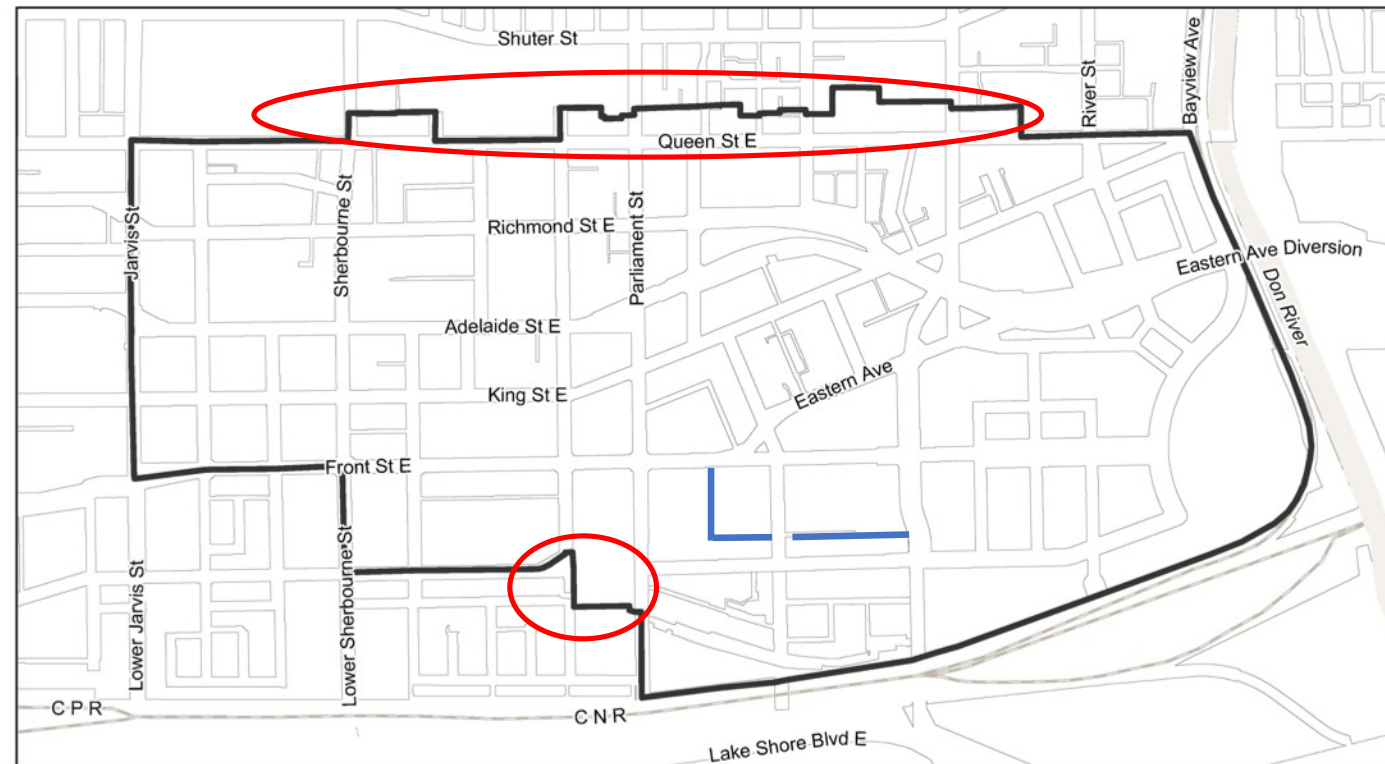 Shuter St
River St
Bayview Ave
Queen St E
Jarvis St
Sherbourne St
Richmond St E
Parliament St
Eastern Ave Diversion
Don River
Adelaide St E
Eastern Ave
King St E
Front St E
Lower Jarvis St
Lower Sherbourne St
C P R
C N R
Lake Shore Blvd E